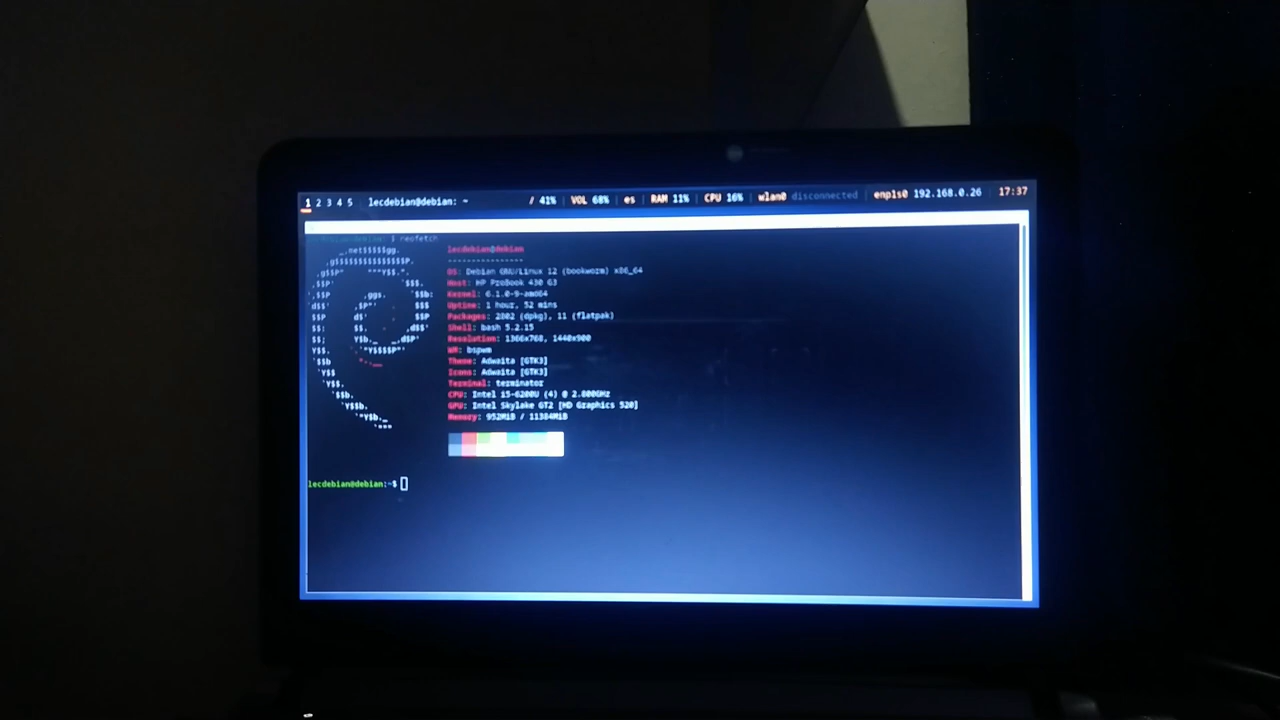 1 2 3 4 5 lecdebian@debian: ~ / 41% | VOL 68% | es | RAM 11% | CPU 16% | wlan0 disconnected | enp1s0 192.168.0.26 | 17:37
neofetch
lecdebian@debian
----------------
OS: Debian GNU/Linux 12 (bookworm) x86_64
Host: HP ProBook 430 G3
Kernel: 6.1.0-9-amd64
Uptime: 1 hour, 52 mins
Packages: 2802 (dpkg), 11 (flatpak)
Shell: bash 5.2.15
Resolution: 1366x768, 1440x900
WM: bspwm
Theme: Adwaita [GTK3]
Icons: Adwaita [GTK3]
Terminal: terminator
CPU: Intel i5-6200U (4) @ 2.800GHz
GPU: Intel Skylake GT2 [HD Graphics 520]
Memory: 952MiB / 11384MiB
lecdebian@debian:~$